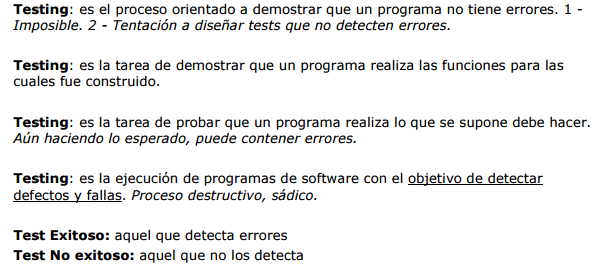 Testing: es el proceso orientado a demostrar que un programa no tiene errores. 1 -
Imposible. 2 - Tentación a diseñar tests que no detecten errores.
Testing: es la tarea de demostrar que un programa realiza las funciones para las
cuales fue construido.
Testing: es la tarea de probar que un programa realiza lo que se supone debe hacer.
Aún haciendo lo esperado, puede contener errores.
Testing: es la ejecución de programas de software con el objetivo de detectar
defectos y fallas. Proceso destructivo, sádico.
Test Exitoso: aquel que detecta errores
Test No exitoso: aquel que no los detecta